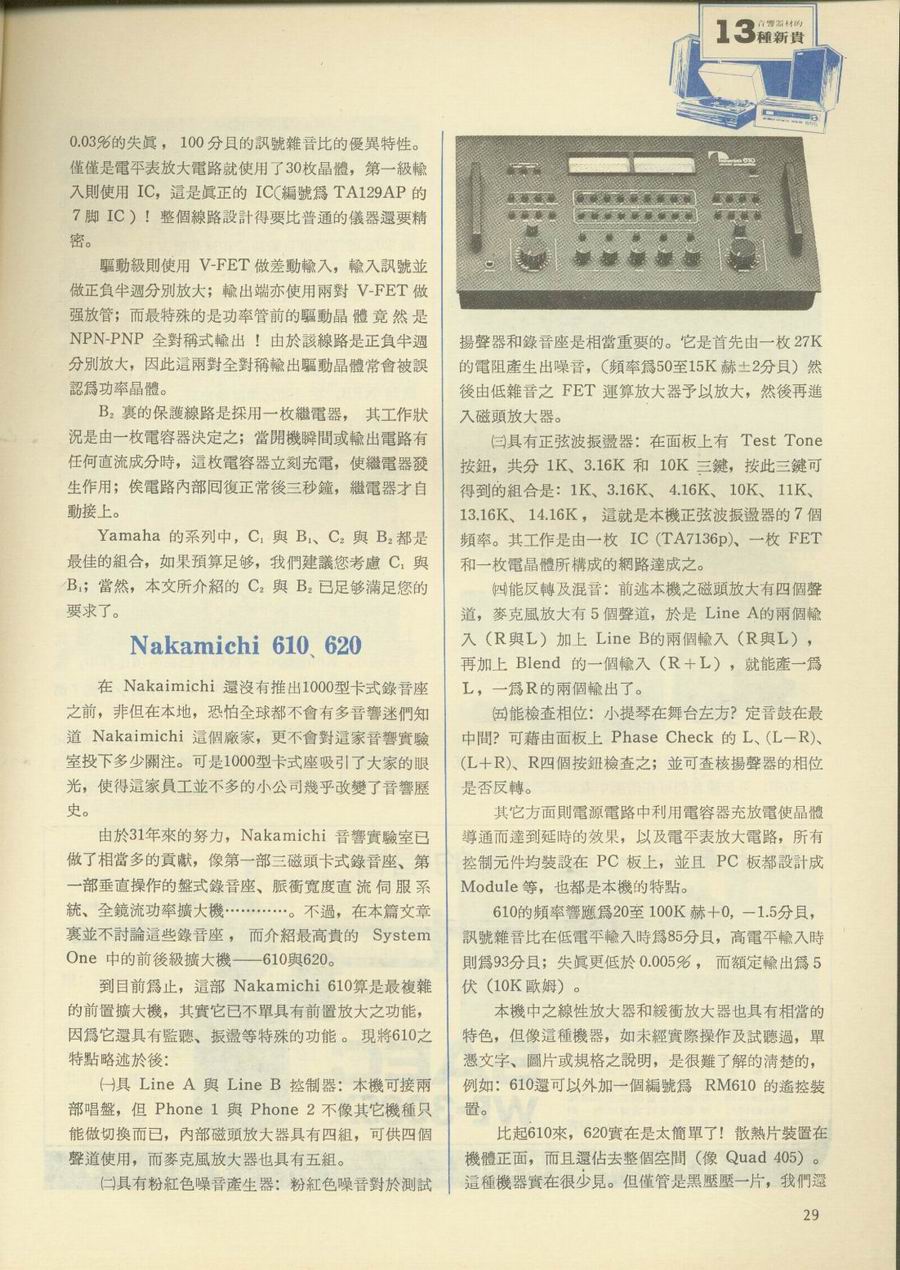 13 音響器材的
種新貴
0.03%的失眞，100分貝的訊號雜音比的優異特性。
僅僅是電平表放大電路就使用了30枚晶體，第一級輸
入則使用 IC，這是眞正的 IC(編號爲 TA129AP 的
7脚 IC）！整個線路設計得要比普通的儀器還要精
密。
驅動級則使用 V-FET 做差動輸入，輸入訊號並
做正負半週分別放大；輸出端亦使用兩對 V-FET 做
强放管；而最特殊的是功率管前的驅動晶體竟然是
NPN-PNP 全對稱式輸出！由於該線路是正負半週
分別放大，因此這兩對全對稱輸出驅動晶體常會被誤
認爲功率晶體。
B₂ 裏的保護線路是採用一枚繼電器，其工作狀
況是由一枚電容器決定之；當開機瞬間或輸出電路有
任何直流成分時，這枚電容器立刻充電，使繼電器發
生作用；俟電路內部回復正常後三秒鐘，繼電器才自
動接上。
Yamaha 的系列中，C₁ 與 B₁、C₂ 與 B₂ 都是
最佳的組合，如果預算足够，我們建議您考慮 C₁ 與
B₁；當然，本文所介紹的 C₂ 與 B₂ 已足够滿足您的
要求了。
Nakamichi 610、620
在 Nakaimichi 還沒有推出1000型卡式錄音座
之前，非但在本地，恐怕全球都不會有多音響迷們知
道 Nakaimichi 這個廠家，更不會對這家音響實驗
室投下多少關注。可是1000型卡式座吸引了大家的眼
光，使得這家員工並不多的小公司幾乎改變了音響歷
史。
由於31年來的努力，Nakamichi 音響實驗室已
做了相當多的貢獻，像第一部三磁頭卡式錄音座、第
一部垂直操作的盤式錄音座、脈衝寬度直流伺服系
統、全鏡流功率擴大機…………。不過，在本篇文章
裏並不討論這些錄音座，而介紹最高貴的 System
One 中的前後級擴大機——610與620。
到目前爲止，這部 Nakamichi 610算是最複雜
的前置擴大機，其實它已不單具有前置放大之功能，
因爲它還具有監聽、振盪等特殊的功能。現將610之
特點略述於後：
㈠具 Line A 與 Line B 控制器：本機可接兩
部唱盤，但 Phone 1 與 Phone 2 不像其它機種只
能做切換而已，內部磁頭放大器具有四組，可供四個
聲道使用，而麥克風放大器也具有五組。
㈡具有粉紅色噪音產生器：粉紅色噪音對於測試
揚聲器和錄音座是相當重要的。它是首先由一枚 27K
的電阻產生出噪音，（頻率爲50至15K 赫±2分貝）然
後由低雜音之 FET 運算放大器予以放大，然後再進
入磁頭放大器。
㈢具有正弦波振盪器：在面板上有 Test Tone
按鈕，共分 1K、3.16K 和 10K 三鍵，按此三鍵可
得到的組合是：1K、3.16K、4.16K、10K、11K、
13.16K、14.16K，這就是本機正弦波振盪器的7個
頻率。其工作是由一枚 IC (TA7136p)、一枚 FET
和一枚電晶體所構成的網路達成之。
㈣能反轉及混音：前述本機之磁頭放大有四個聲
道，麥克風放大有5個聲道，於是 Line A的兩個輸
入（R與L）加上 Line B的兩個輸入（R與L），
再加上 Blend 的一個輸入（R＋L），就能產一爲
L，一爲R的兩個輸出了。
㈤能檢查相位：小提琴在舞台左方？定音鼓在最
中間？可藉由面板上 Phase Check 的 L、(L－R)、
(L＋R)、R四個按鈕檢查之；並可查核揚聲器的相位
是否反轉。
其它方面則電源電路中利用電容器充放電使晶體
導通而達到延時的效果，以及電平表放大電路，所有
控制元件均裝設在 PC 板上，並且 PC 板都設計成
Module 等，也都是本機的特點。
610的頻率響應爲20至 100K 赫＋0, －1.5分貝，
訊號雜音比在低電平輸入時爲85分貝，高電平輸入時
則爲93分貝；失眞更低於 0.005%，而額定輸出爲 5
伏（10K 歐姆）。
本機中之線性放大器和緩衝放大器也具有相當的
特色，但像這種機器，如未經實際操作及試聽過，單
憑文字、圖片或規格之說明，是很難了解的清楚的，
例如：610還可以外加一個編號爲 RM610 的遙控裝
置。
比起610來，620實在是太簡單了！散熱片裝置在
機體正面，而且還佔去整個空間（像 Quad 405）。
這種機器實在很少見。但僅管是黑壓壓一片，我們還
29